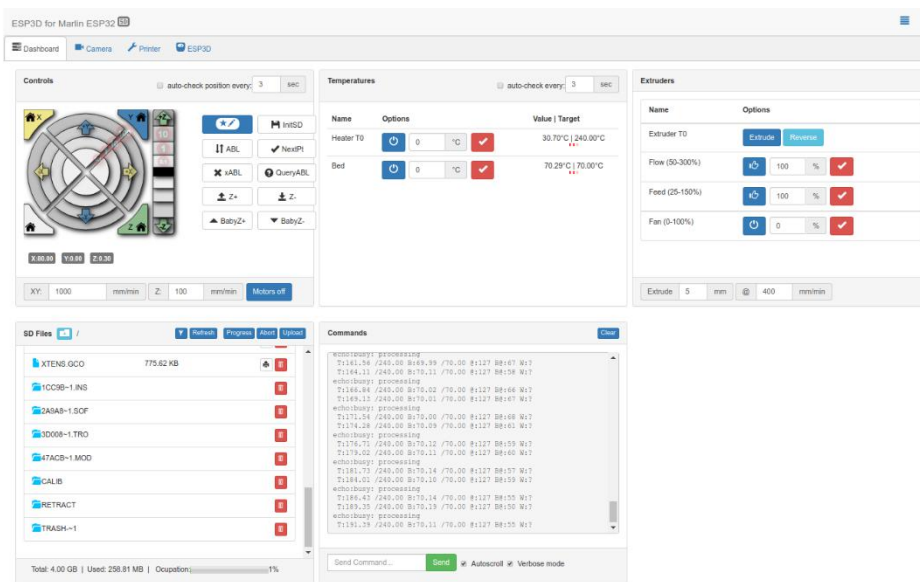 ESP3D for Marlin ESP32 SD
Dashboard Camera Printer ESP3D
Controls
auto-check position every: 3 sec
X Y
Z
10
1
InitSD
ABL NextPt
xABL QueryABL
Z+ Z-
BabyZ+ BabyZ-
Z:0.30
XY: 1000 mm/min Z: 100 mm/min Motors off
Temperatures
auto-check every: 3 sec
Name Options Value | Target
Heater T0 0 °C 30.70°C | 240.00°C
Bed 0 °C 70.29°C | 70.00°C
Extruders
Name Options
Extruder T0 Extrude Reverse
Flow (50-300%) 100 %
Feed (25-150%) 100 %
Fan (0-100%) 0 %
Extrude 5 mm @ 400 mm/min
SD Files / Refresh Progress Abort Upload
XTENS.GCO 775.62 KB
1CC9B~1.INS
2A9A8~1.SOF
3D008~1.TRO
47ACB~1.MOD
CALIB
RETRACT
TRASH-~1
Total: 4.00 GB | Used: 258.81 MB | Ocupation: 1%
Commands Clear
echo:busy: processing
T:161.56 /240.00 B:69.99 /70.00 @:127 B@:67 W:?
T:164.11 /240.00 B:70.11 /70.00 @:127 B@:58 W:?
echo:busy: processing
T:166.64 /240.00 B:70.02 /70.00 @:127 B@:66 W:?
T:169.13 /240.00 B:70.01 /70.00 @:127 B@:67 W:?
echo:busy: processing
T:171.54 /240.00 B:70.00 /70.00 @:127 B@:68 W:?
T:174.28 /240.00 B:70.09 /70.00 @:127 B@:61 W:?
echo:busy: processing
T:176.71 /240.00 B:70.12 /70.00 @:127 B@:59 W:?
T:179.02 /240.00 B:70.11 /70.00 @:127 B@:60 W:?
echo:busy: processing
T:181.73 /240.00 B:70.14 /70.00 @:127 B@:57 W:?
T:184.01 /240.00 B:70.10 /70.00 @:127 B@:59 W:?
echo:busy: processing
T:186.43 /240.00 B:70.14 /70.00 @:127 B@:55 W:?
T:189.35 /240.00 B:70.19 /70.00 @:127 B@:50 W:?
echo:busy: processing
T:191.39 /240.00 B:70.11 /70.00 @:127 B@:55 W:?
Send Command... Send Autoscroll Verbose mode